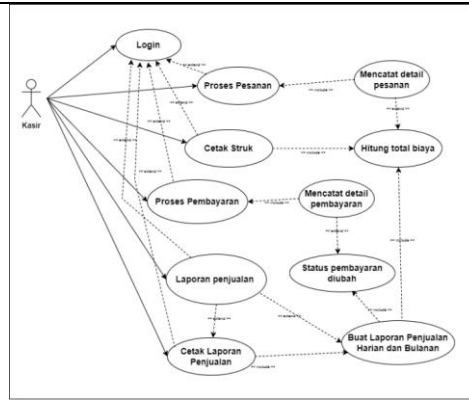 Login
Proses Pesanan
Mencatat detail
pesanan
Kasir
Cetak Struk
Hitung total biaya
Proses Pembayaran
Mencatat detail
pembayaran
Status pembayaran
diubah
Laporan penjualan
Buat Laporan Penjualan
Harian dan Bulanan
Cetak Laporan
Penjualan